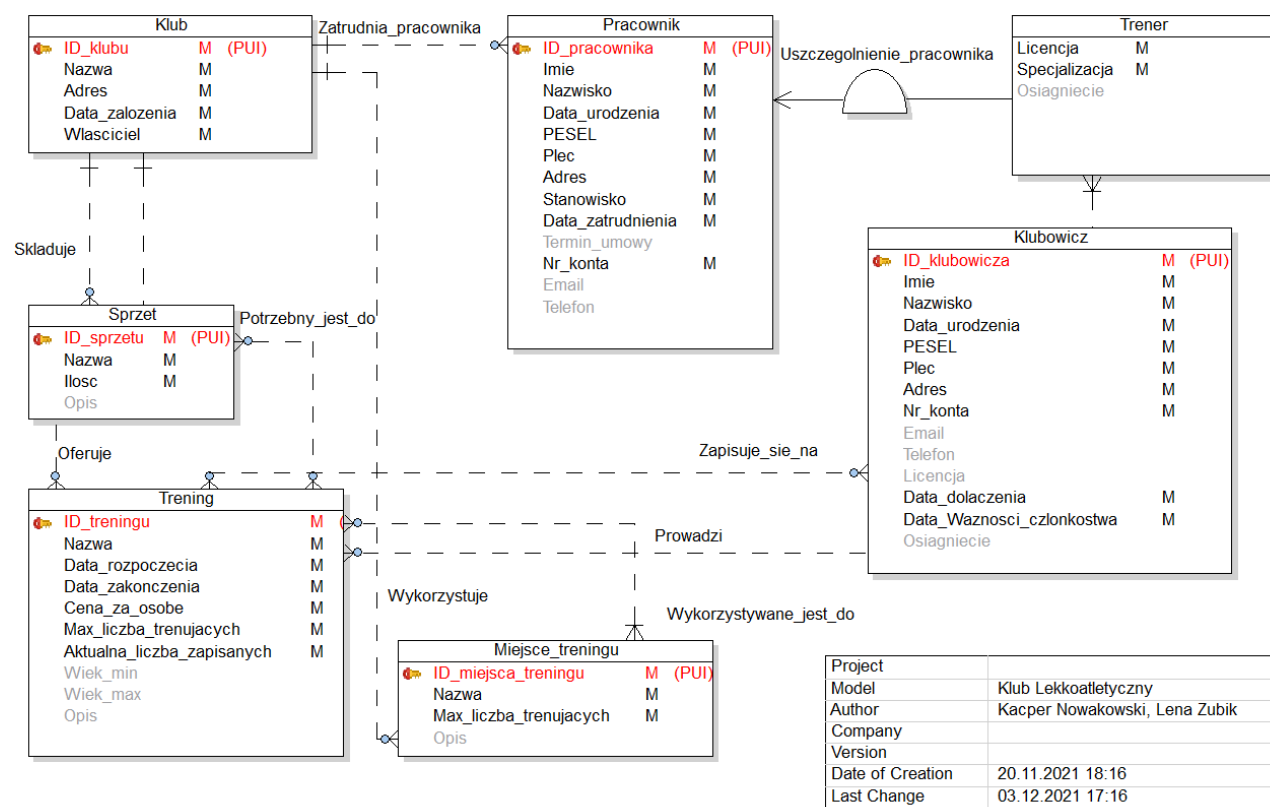 Klub
ID_klubu M (PUI)
Nazwa M
Adres M
Data_zalozenia M
Wlasciciel M
Zatrudnia_pracownika
Pracownik
ID_pracownika M (PUI)
Imie M
Nazwisko M
Data_urodzenia M
PESEL M
Plec M
Adres M
Stanowisko M
Data_zatrudnienia M
Termin_umowy
Nr_konta M
Email
Telefon
Uszczegolnienie_pracownika
Trener
Licencja M
Specjalizacja M
Osiagniecie
Skladuje
Sprzet
ID_sprzetu M (PUI)
Nazwa M
Ilosc M
Opis
Potrzebny_jest_do
Klubowicz
ID_klubowicza M (PUI)
Imie M
Nazwisko M
Data_urodzenia M
PESEL M
Plec M
Adres M
Nr_konta M
Email
Telefon
Licencja
Data_dolaczenia M
Data_Waznosci_czlonkostwa M
Osiagniecie
Oferuje
Zapisuje_sie_na
Trening
ID_treningu M (
Nazwa M
Data_rozpoczecia M
Data_zakonczenia M
Cena_za_osobe M
Max_liczba_trenujacych M
Aktualna_liczba_zapisanych M
Wiek_min
Wiek_max
Opis
Prowadzi
Wykorzystuje
Wykorzystywane_jest_do
Miejsce_treningu
ID_miejsca_treningu M (PUI)
Nazwa M
Max_liczba_trenujacych M
Opis
Project
Model Klub Lekkoatletyczny
Author Kacper Nowakowski, Lena Zubik
Company
Version
Date of Creation 20.11.2021 18:16
Last Change 03.12.2021 17:16